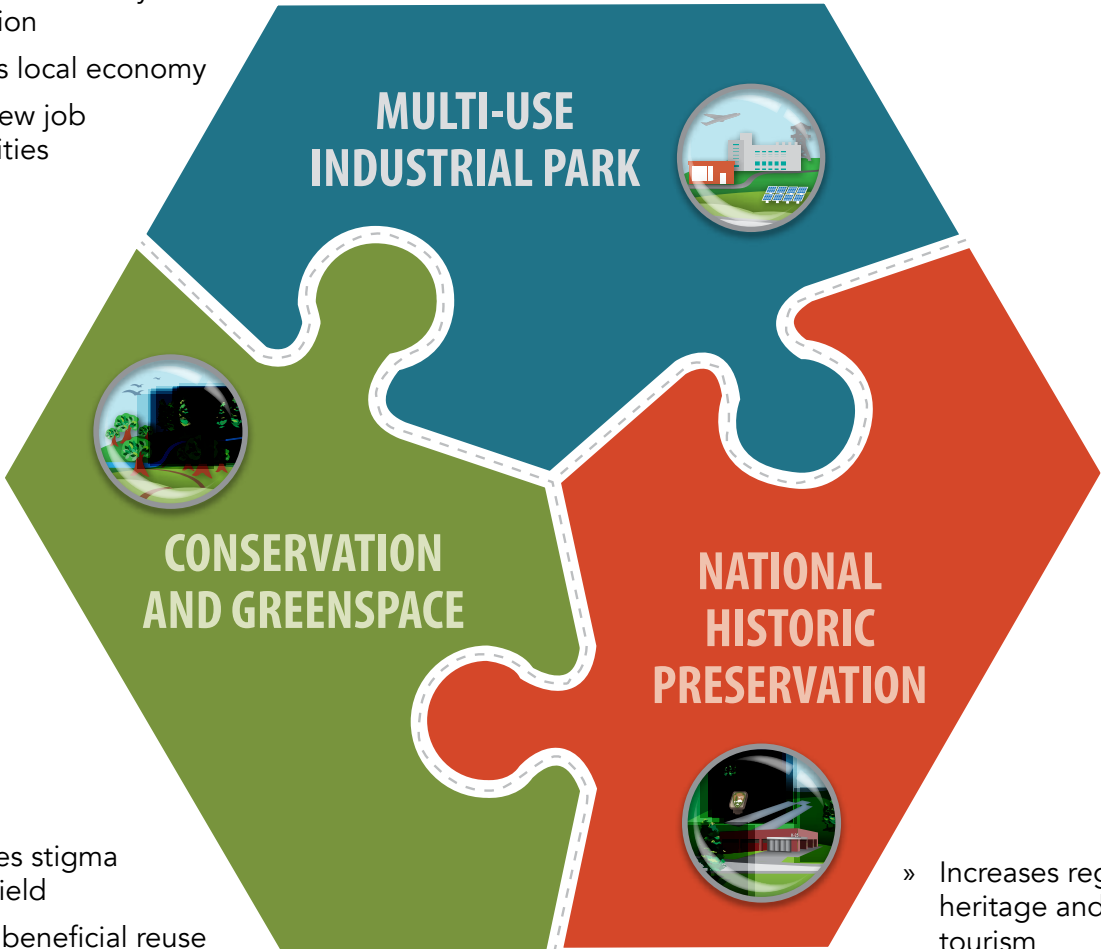 ion
s local economy
ew job
ities
MULTI-USE
INDUSTRIAL PARK
CONSERVATION
AND GREENSPACE
NATIONAL
HISTORIC
PRESERVATION
es stigma
ield
beneficial reuse
» Increases reg
heritage and
tourism